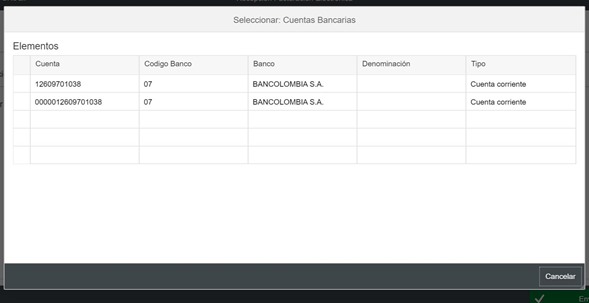 Seleccionar: Cuentas Bancarias
Elementos
Cuenta Codigo Banco Banco Denominación Tipo
12609701038 07 BANCOLOMBIA S.A. Cuenta corriente
0000012609701038 07 BANCOLOMBIA S.A. Cuenta corriente
Cancelar